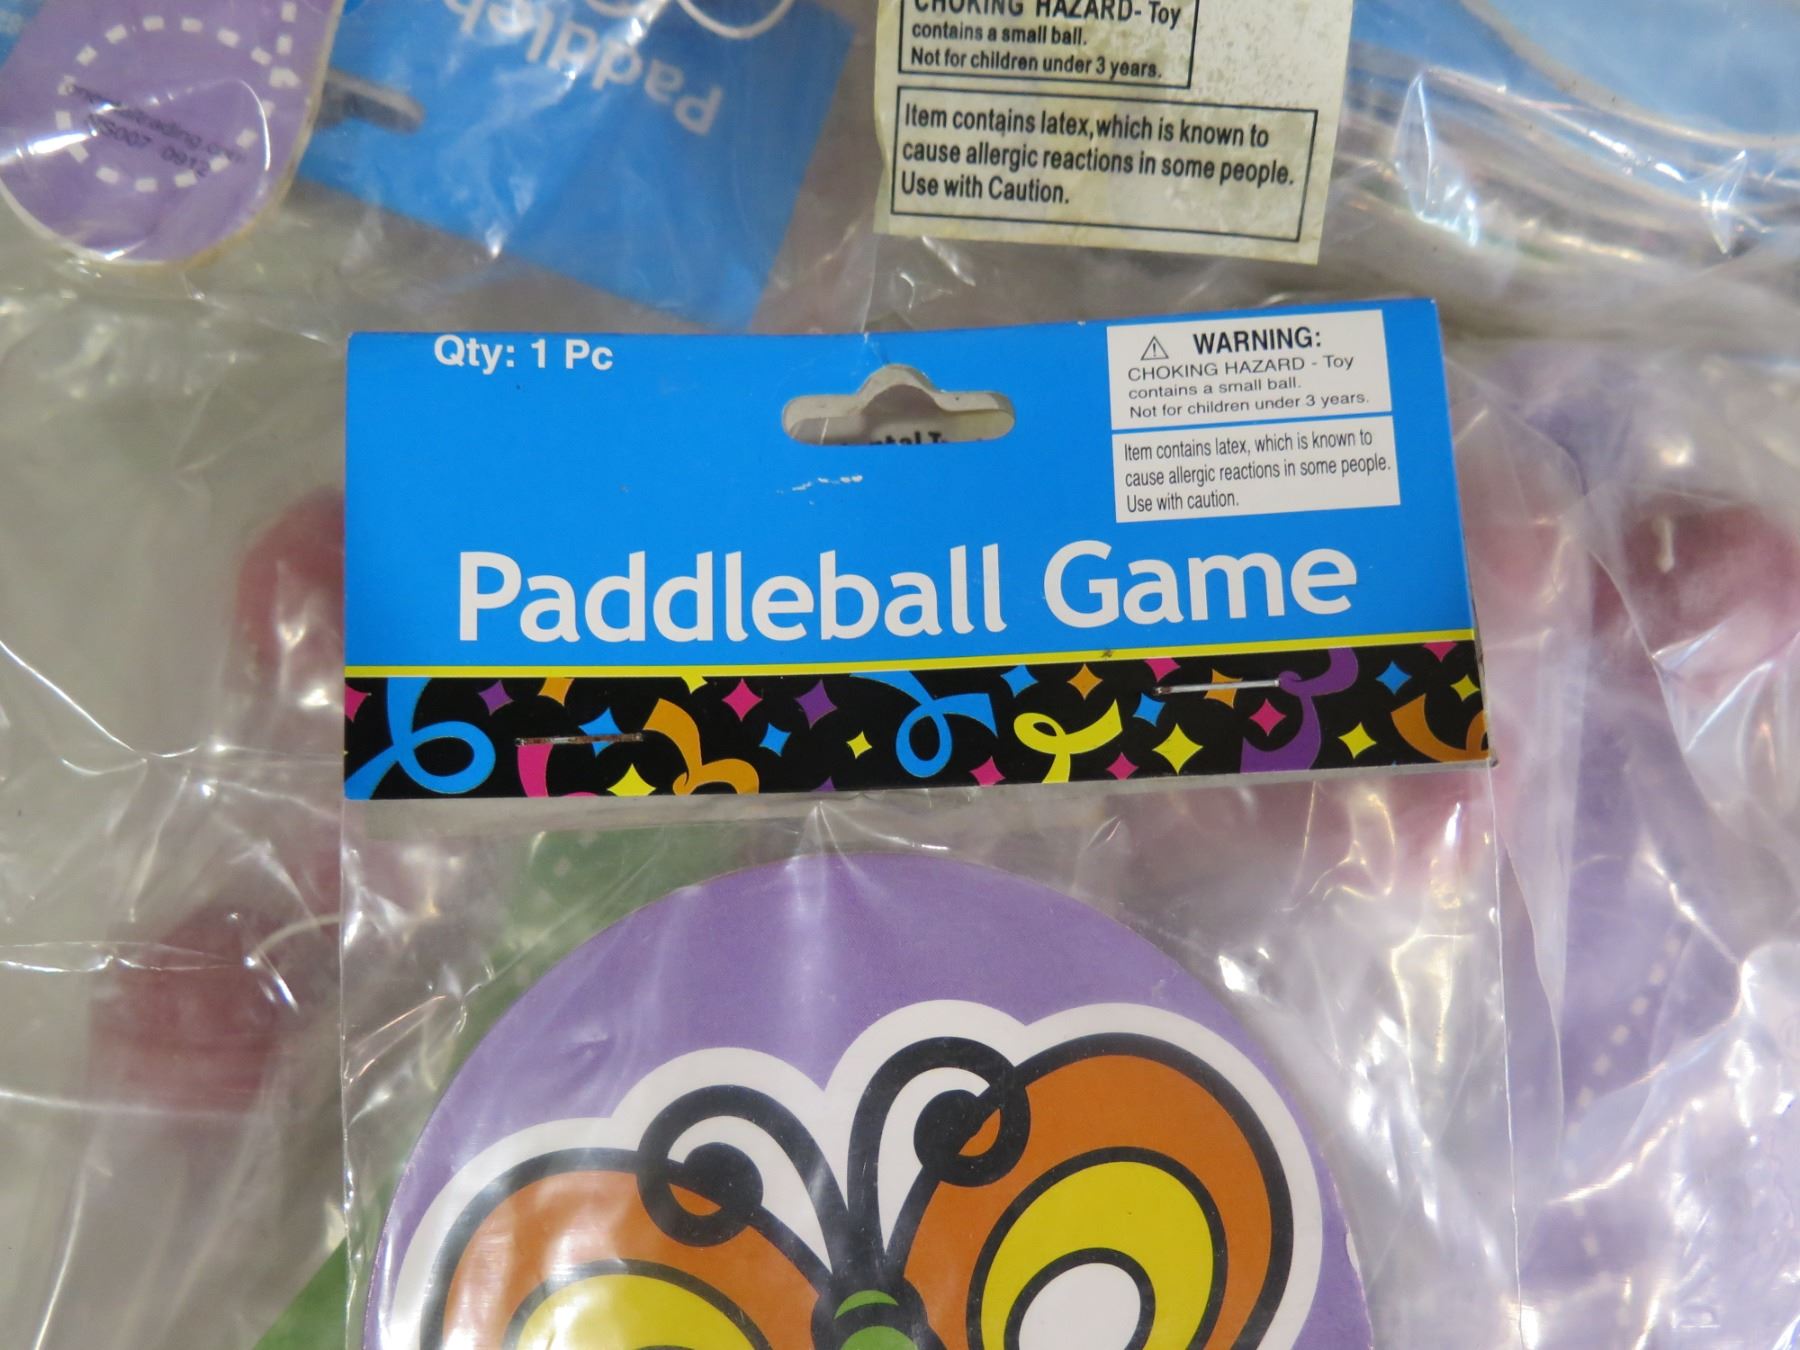 Paddleb
NS007 0912
CHOKING HAZARD- Toy
contains a small ball.
Not for children under 3 years.
Item contains latex,which is known to
cause allergic reactions in some people.
Use with Caution.
Qty: 1 Pc
WARNING:
CHOKING HAZARD - Toy
contains a small ball.
Not for children under 3 years.
Item contains latex, which is known to
cause allergic reactions in some people.
Use with caution.
Paddleball Game